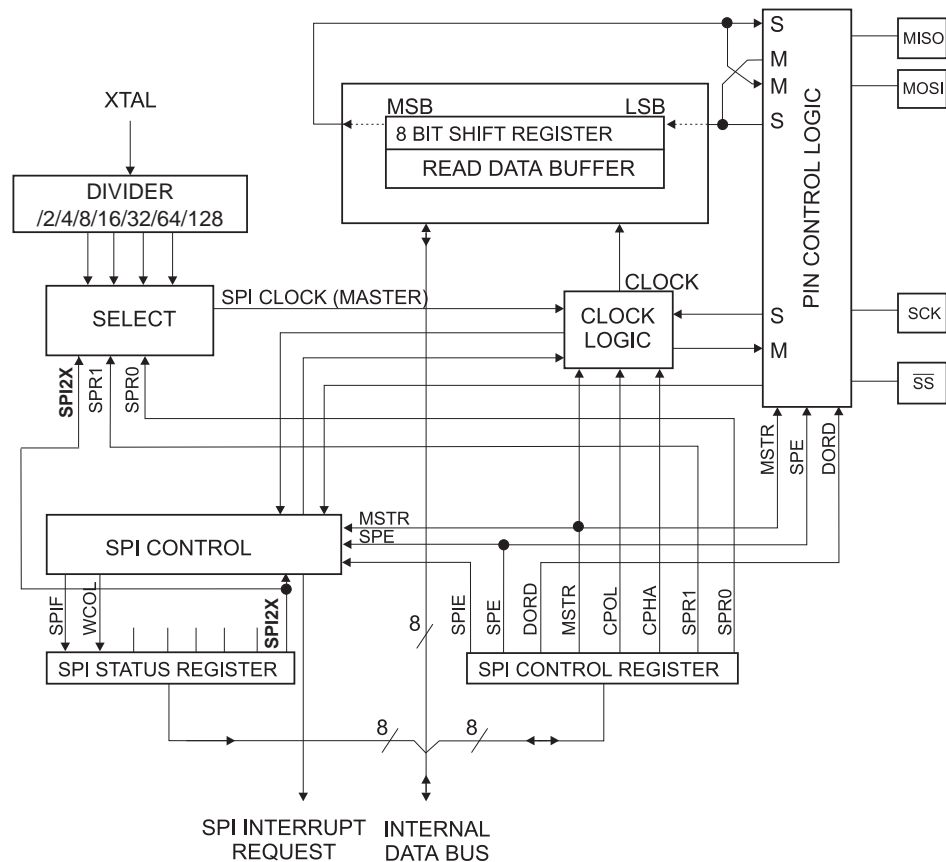 S
MISO
M
XTAL
MSB
LSB
M
MOSI
8 BIT SHIFT REGISTER
S
READ DATA BUFFER
DIVIDER
/2/4/8/16/32/64/128
PIN CONTROL LOGIC
SPI CLOCK (MASTER)
CLOCK
SELECT
CLOCK
LOGIC
S
SCK
M
SS
SPI2X
SPR1
SPR0
MSTR
SPE
DORD
MSTR
SPE
SPI CONTROL
SPIF
WCOL
SPI2X
8
SPIE
SPE
DORD
MSTR
CPOL
CPHA
SPR1
SPR0
SPI STATUS REGISTER
SPI CONTROL REGISTER
8
8
SPI INTERRUPT
REQUEST
INTERNAL
DATA BUS